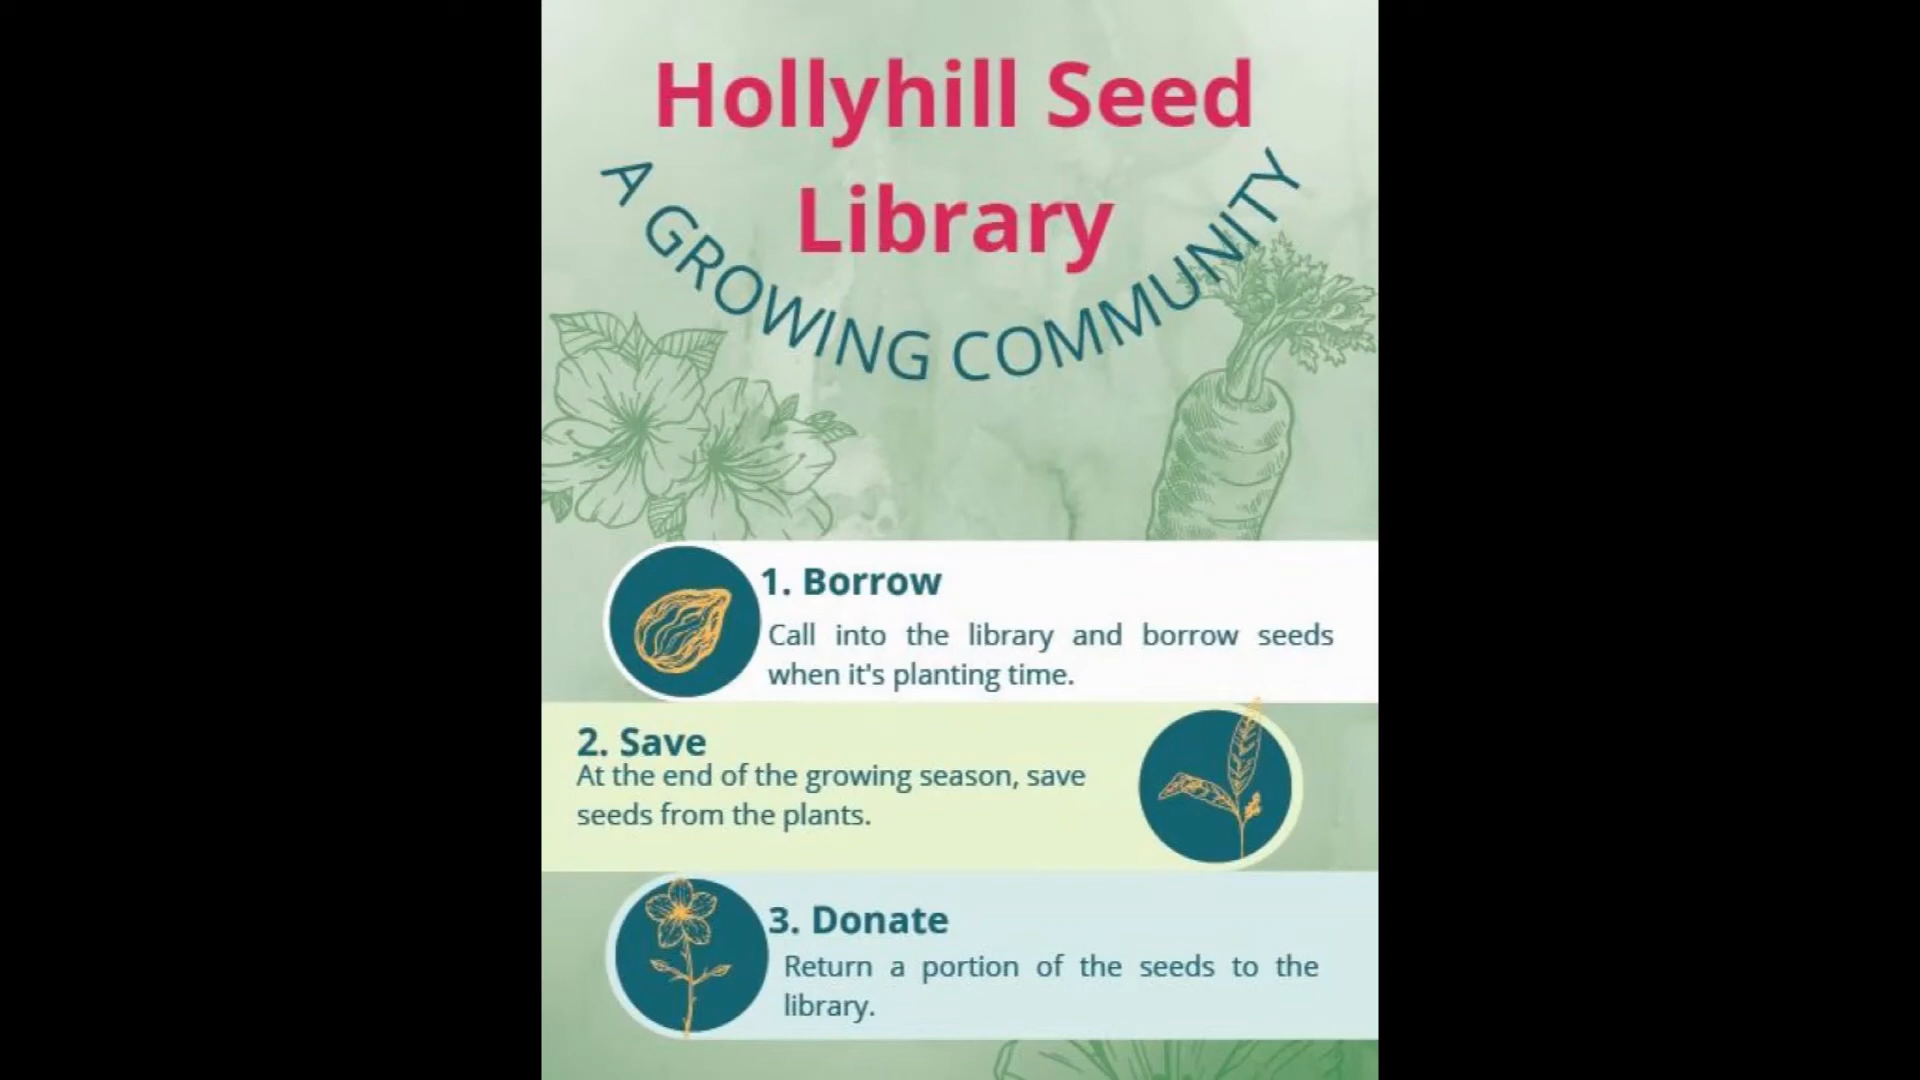 Hollyhill Seed
Library
A GROWING COMMUNITY
1. Borrow
Call into the library and borrow seeds
when it's planting time.
2. Save
At the end of the growing season, save
seeds from the plants.
3. Donate
Return a portion of the seeds to the
library.